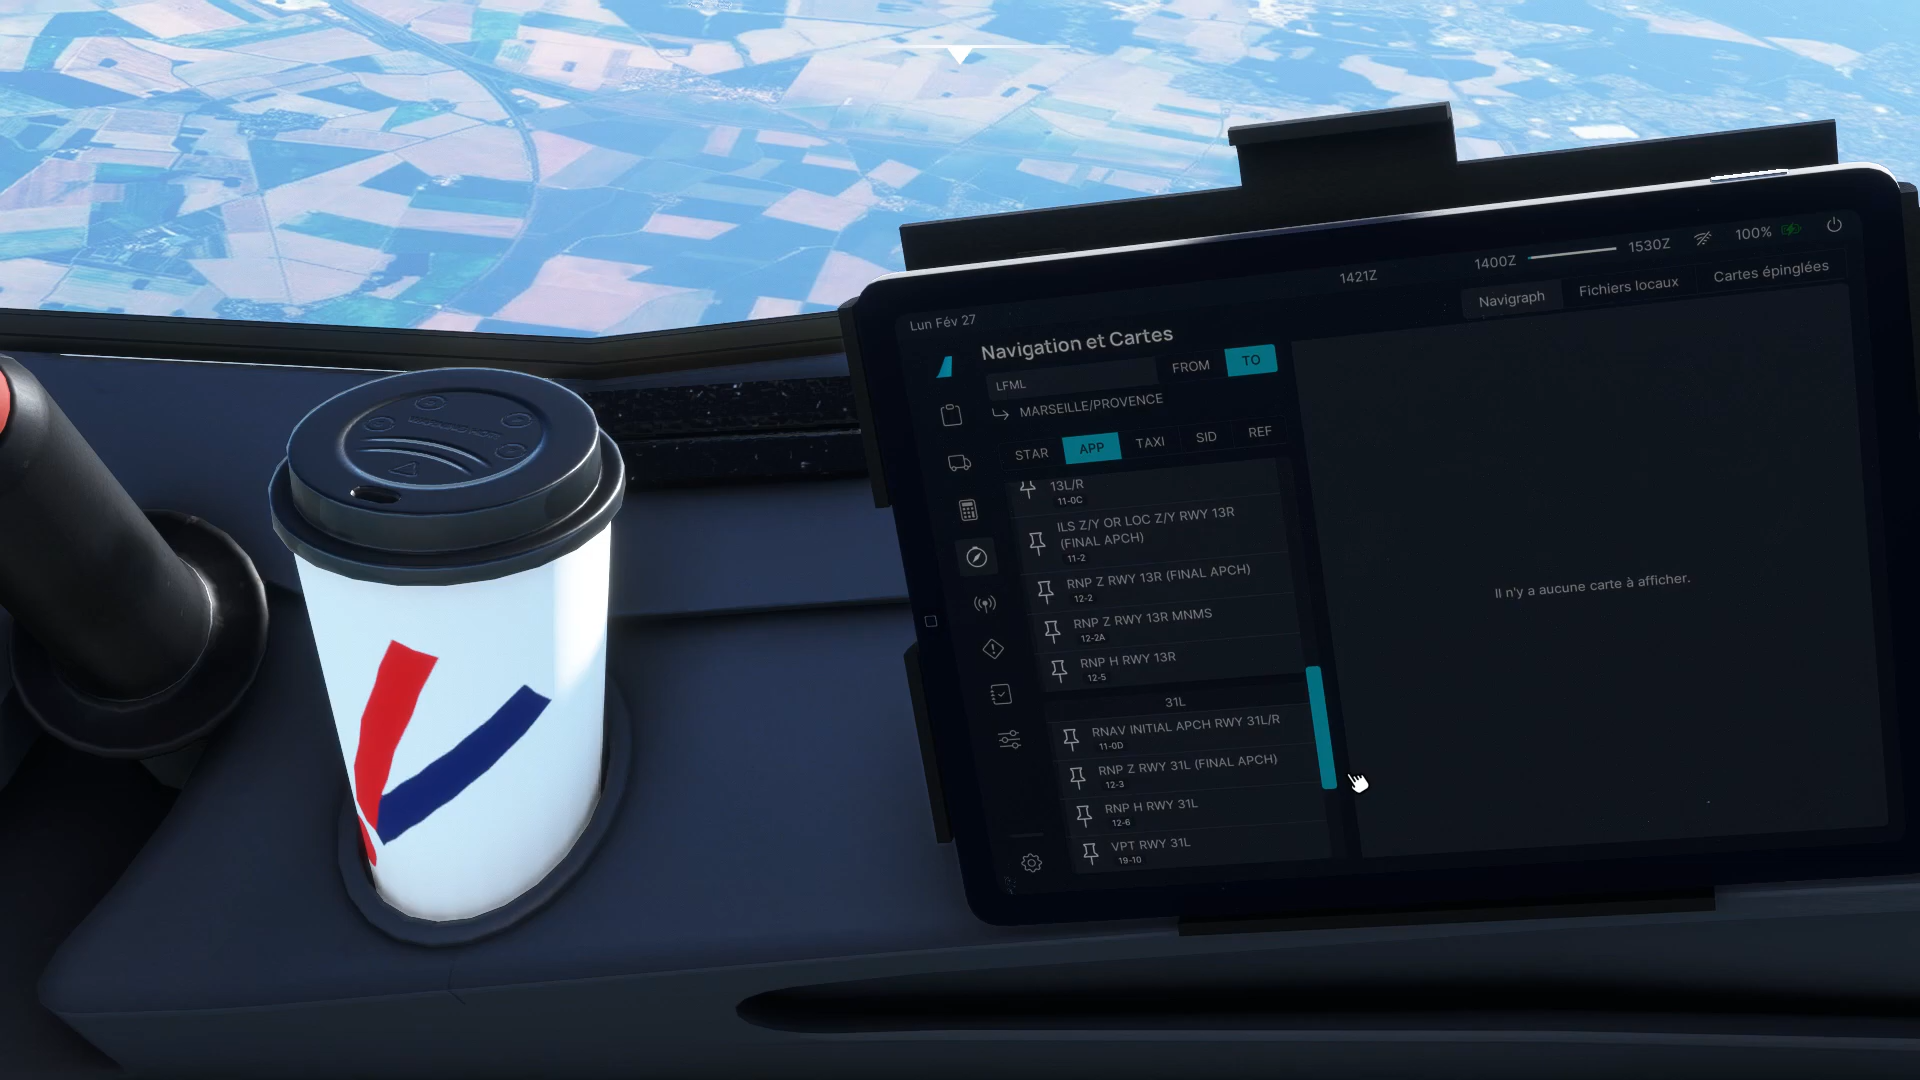 1421Z
1400Z
1530Z
100%
Lun Fév 27
Navigation et Cartes
Navigraph
Fichiers locaux
Cartes épinglées
LFML
FROM
TO
MARSEILLE/PROVENCE
STAR
APP
TAXI
SID
REF
13L/R
11-0C
ILS Z/Y OR LOC Z/Y RWY 13R
(FINAL APCH)
11-2
RNP Z RWY 13R (FINAL APCH)
12-2
RNP Z RWY 13R MNMS
12-2A
RNP H RWY 13R
12-5
31L
RNAV INITIAL APCH RWY 31L/R
11-0D
RNP Z RWY 31L (FINAL APCH)
12-3
RNP H RWY 31L
12-6
VPT RWY 31L
19-10
Il n'y a aucune carte à afficher.